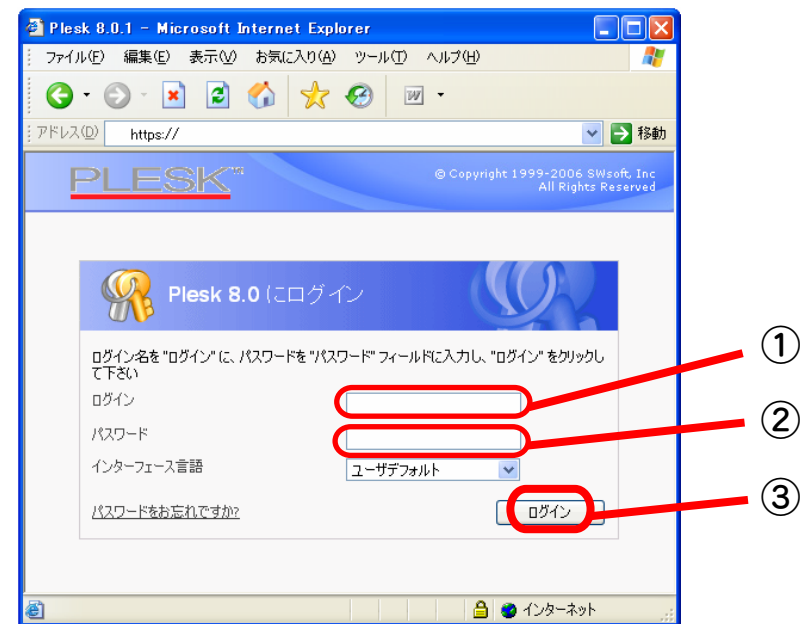 Plesk 8.0.1 - Microsoft Internet Explorer
ファイル(F) 編集(E) 表示(V) お気に入り(A) ツール(T) ヘルプ(H)
アドレス(D) https:// 移動
PLESK™
© Copyright 1999-2006 SWsoft, Inc
All Rights Reserved
Plesk 8.0 にログイン
ログイン名を "ログイン" に、パスワードを "パスワード" フィールドに入力し、"ログイン" をクリックし
て下さい
ログイン
①
パスワード
②
インターフェース言語 ユーザデフォルト
パスワードをお忘れですか? ログイン
③
インターネット